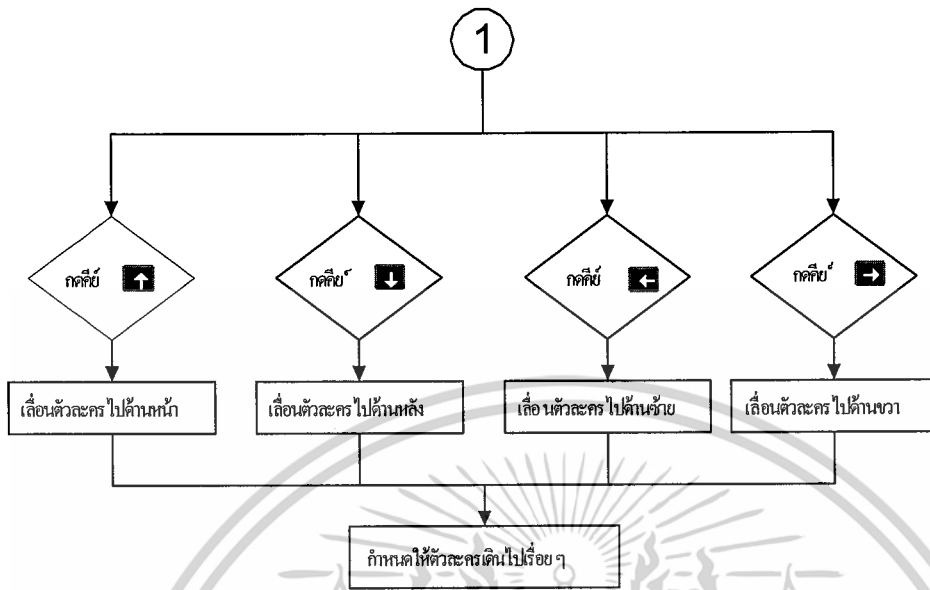 1
กดคีย์ ↑
กดคีย์ ↓
กดคีย์ ←
กดคีย์ →
เลื่อนตัวละครไปด้านหน้า
เลื่อนตัวละครไปด้านหลัง
เลื่อนตัวละครไปด้านซ้าย
เลื่อนตัวละครไปด้านขวา
กำหนดให้ตัวละครเดินไปเรื่อย ๆ